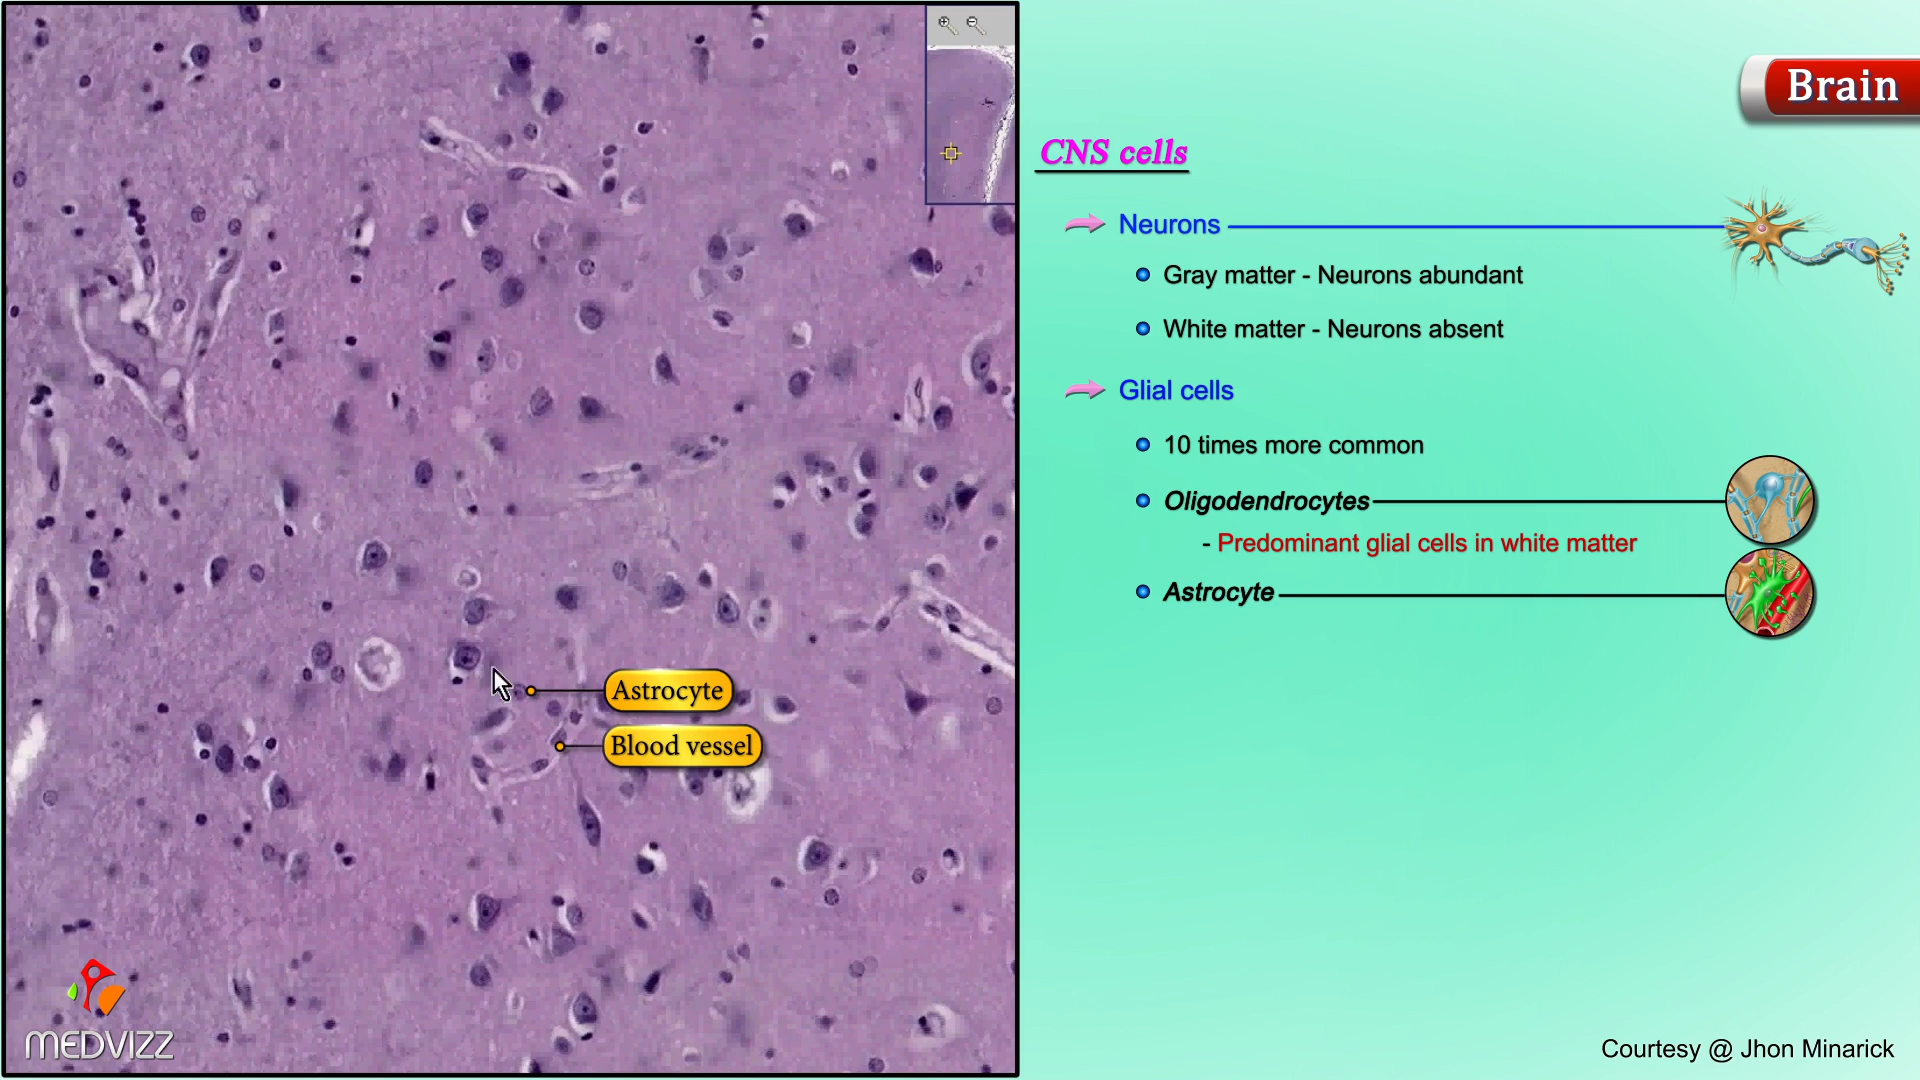 Brain
CNS cells
Neurons
Gray matter - Neurons abundant
White matter - Neurons absent
Glial cells
10 times more common
Oligodendrocytes
- Predominant glial cells in white matter
Astrocyte
Astrocyte
Blood vessel
MEDVIZZ
Courtesy @ Jhon Minarick